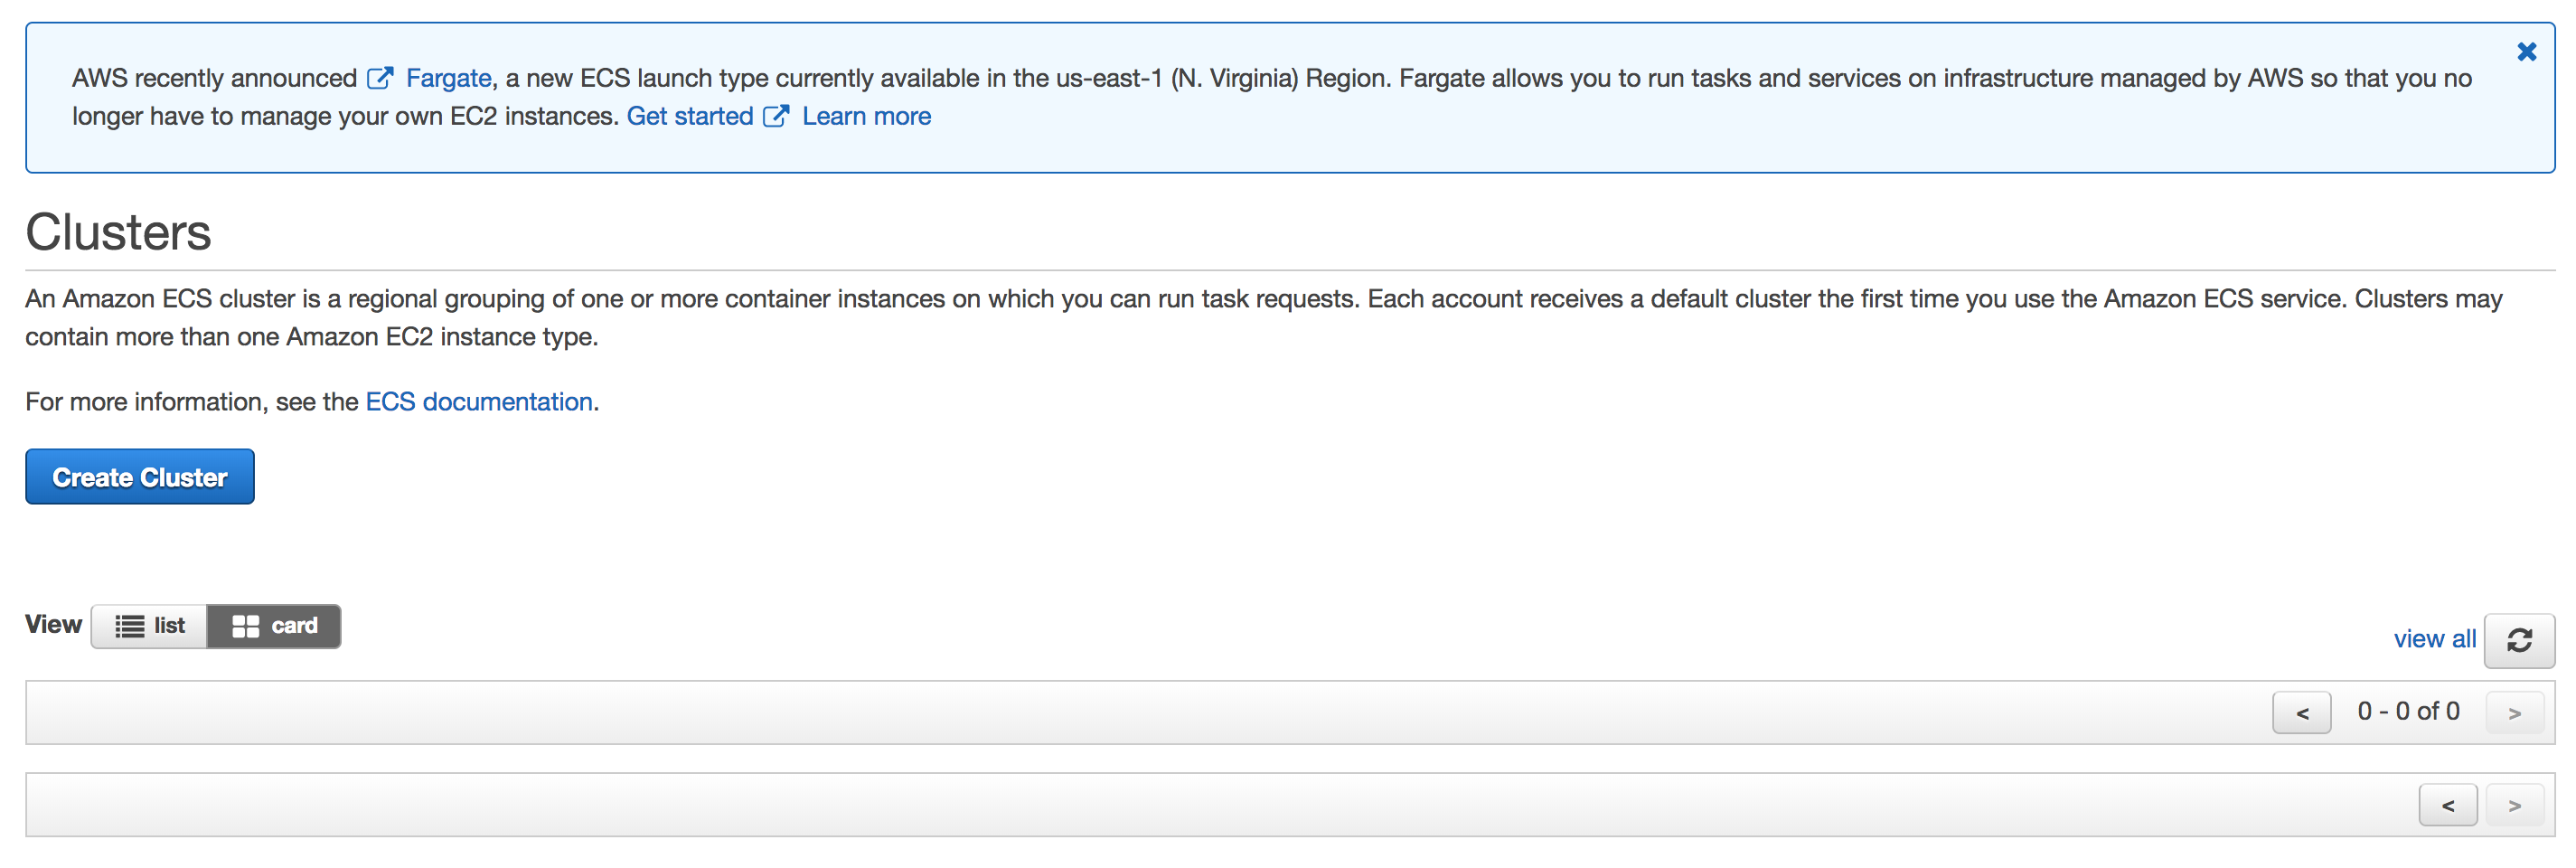 AWS recently announced Fargate, a new ECS launch type currently available in the us-east-1 (N. Virginia) Region. Fargate allows you to run tasks and services on infrastructure managed by AWS so that you no
longer have to manage your own EC2 instances. Get started Learn more
Clusters
An Amazon ECS cluster is a regional grouping of one or more container instances on which you can run task requests. Each account receives a default cluster the first time you use the Amazon ECS service. Clusters may
contain more than one Amazon EC2 instance type.
For more information, see the ECS documentation.
Create Cluster
View list card
view all
< 0 - 0 of 0 >
< >